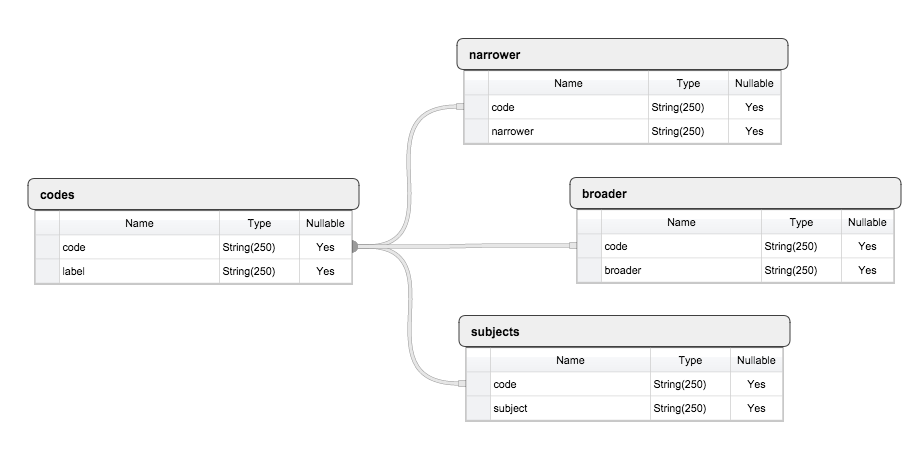 narrower
Name Type Nullable
code String(250) Yes
narrower String(250) Yes
codes
Name Type Nullable
code String(250) Yes
label String(250) Yes
broader
Name Type Nullable
code String(250) Yes
broader String(250) Yes
subjects
Name Type Nullable
code String(250) Yes
subject String(250) Yes